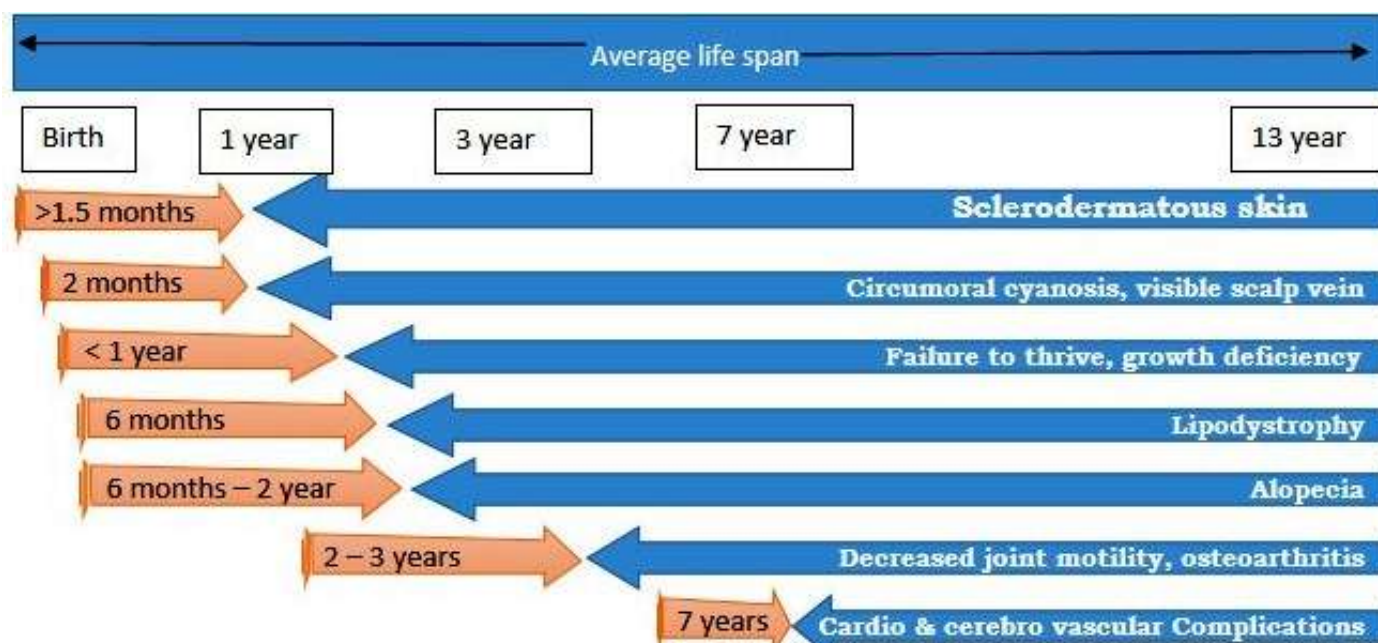 Average life span
Birth
1 year
3 year
7 year
13 year
>1.5 months
Sclerodermatous skin
2 months
Circumoral cyanosis, visible scalp vein
< 1 year
Failure to thrive, growth deficiency
6 months
Lipodystrophy
6 months – 2 year
Alopecia
2 – 3 years
Decreased joint motility, osteoarthritis
7 years
Cardio & cerebro vascular Complications